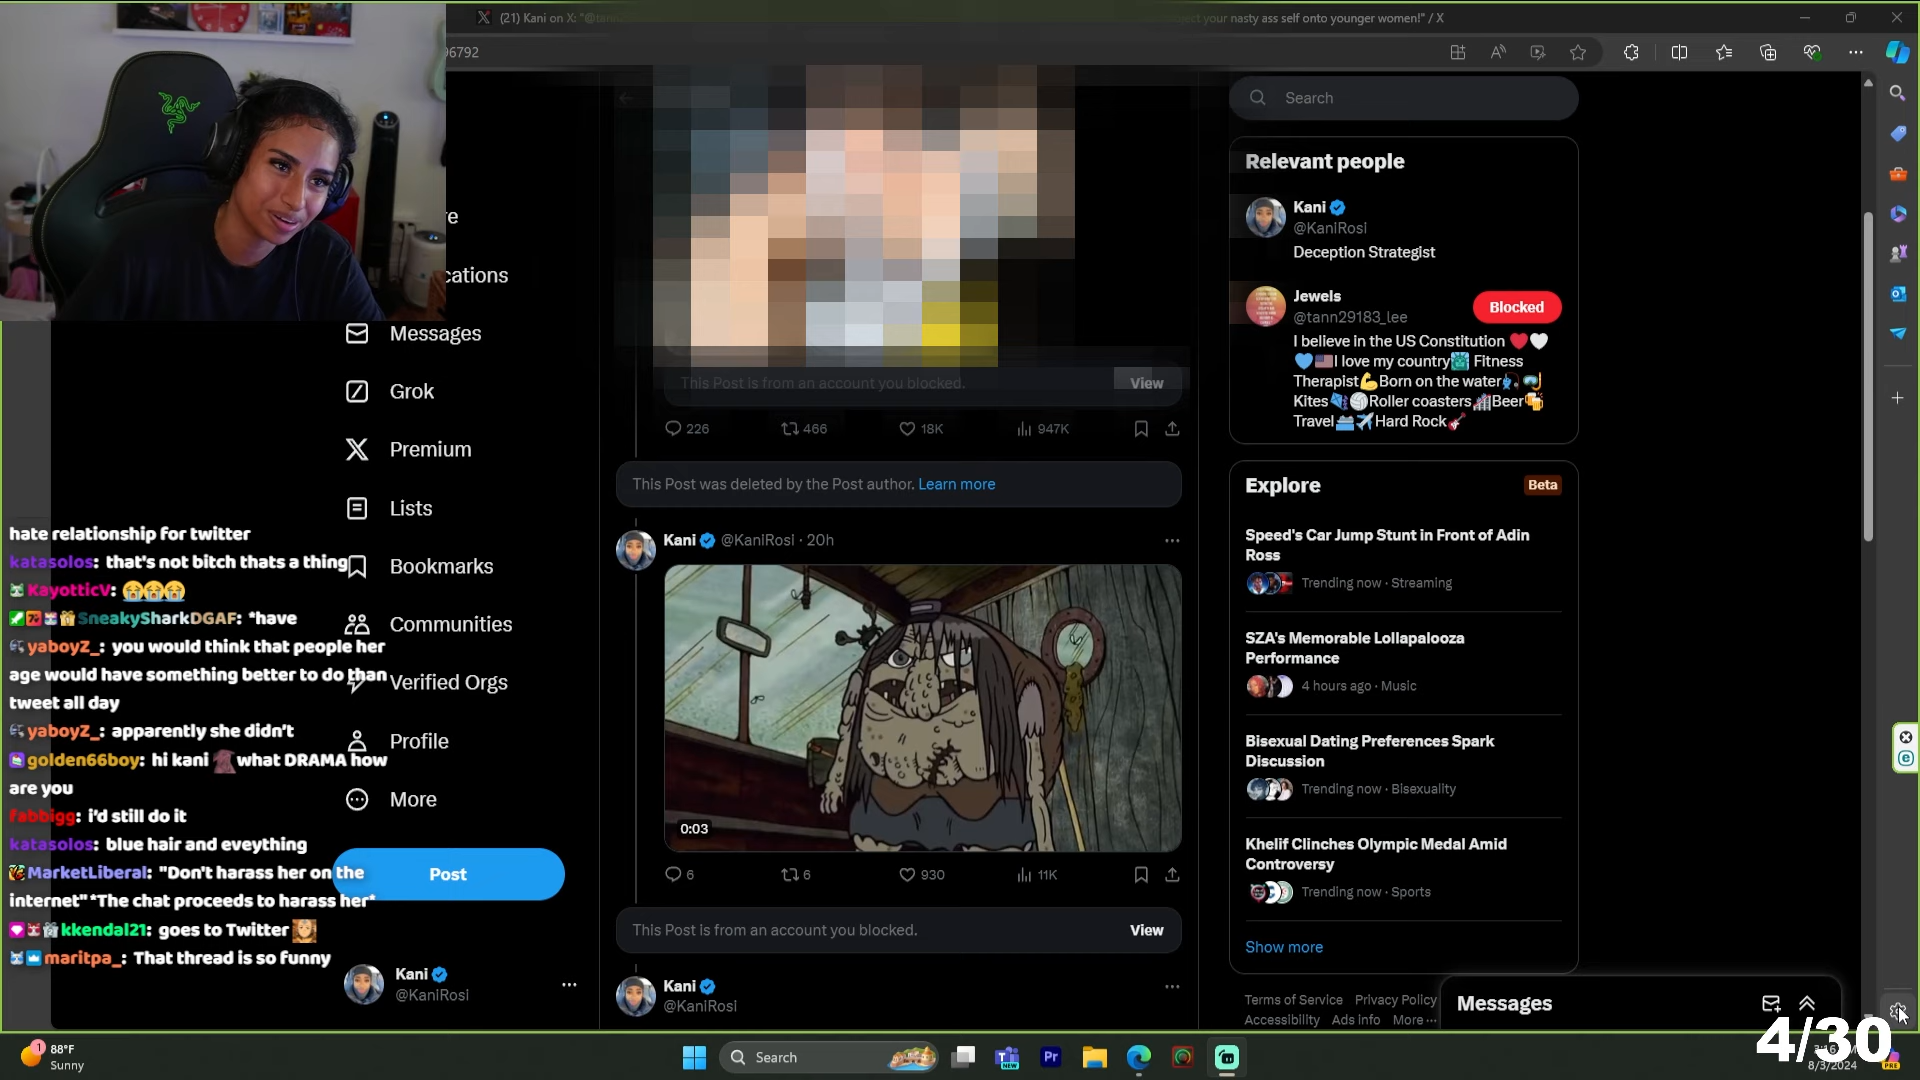 (21) Kani on X: "@tann
ect your nasty ass self onto younger women!" / X
96792
re
cations
Messages
Grok
Premium
Lists
Bookmarks
Communities
Verified Orgs
Profile
More
Post
Kani
@KaniRosi
hate relationship for twitter
katasolos: that's not bitch thats a thing
KayotticV: 😭😭😭
SneakySharkDGAF: *have
yaboyZ_: you would think that people her
age would have something better to do than
tweet all day
yaboyZ_: apparently she didn't
golden66boy: hi kani what DRAMA how
are you
fabbigg: i'd still do it
katasolos: blue hair and eveything
MarketLiberal: "Don't harass her on the
internet" *The chat proceeds to harass her*
kkendal21: goes to Twitter
maritpa_: That thread is so funny
This Post is from an account you blocked.
View
226 466 18K 947K
This Post was deleted by the Post author. Learn more
Kani @KaniRosi · 20h
0:03
6 6 930 11K
This Post is from an account you blocked.
View
Kani
@KaniRosi
Search
Relevant people
Kani
@KaniRosi
Deception Strategist
Jewels
@tann29183_lee
Blocked
I believe in the US Constitution ❤️🤍
💙🇺🇸I love my country🗽 FItness
Therapist💪Born on the water
Kites🪁🏐Roller coasters🎢Beer🍻
Travel Hard Rock🎸
Explore
Beta
Speed's Car Jump Stunt in Front of Adin
Ross
Trending now · Streaming
SZA's Memorable Lollapalooza
Performance
4 hours ago · Music
Bisexual Dating Preferences Spark
Discussion
Trending now · Bisexuality
Khelif Clinches Olympic Medal Amid
Controversy
Trending now · Sports
Show more
Terms of Service Privacy Policy
Accessibility Ads info More ···
Messages
4/30
1
88°F
Sunny
Search
NEW
Pr
8/3/2024
PRE